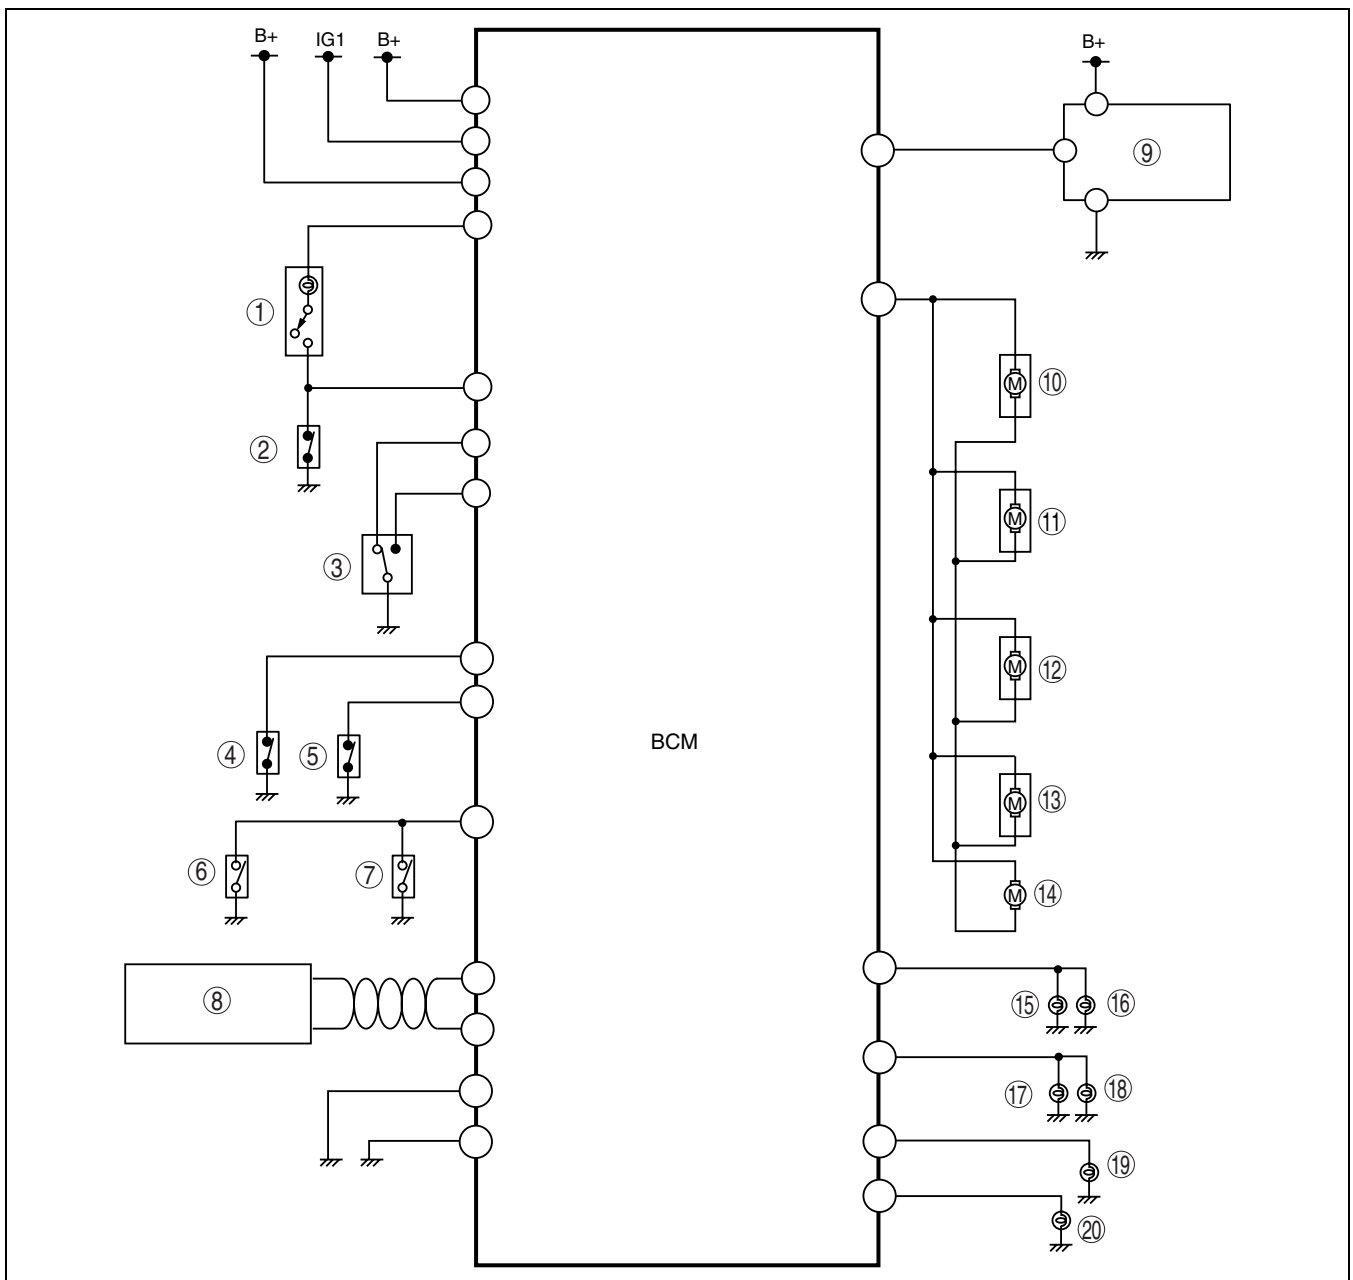 B+ IG1 B+ B+
⑨
①
②
③
④ ⑤
⑥ ⑦
⑧
BCM
M ⑩
M ⑪
M ⑫
M ⑬
M ⑭
⑮ ⑯
⑰ ⑱
⑲
⑳